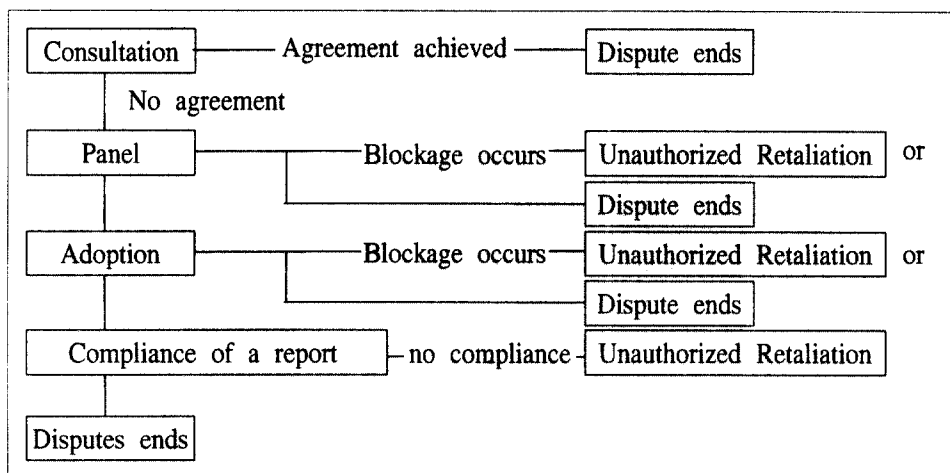 Consultation Agreement achieved Dispute ends
No agreement
Panel Blockage occurs Unauthorized Retaliation or
Dispute ends
Adoption Blockage occurs Unauthorized Retaliation or
Dispute ends
Compliance of a report no compliance Unauthorized Retaliation
Disputes ends